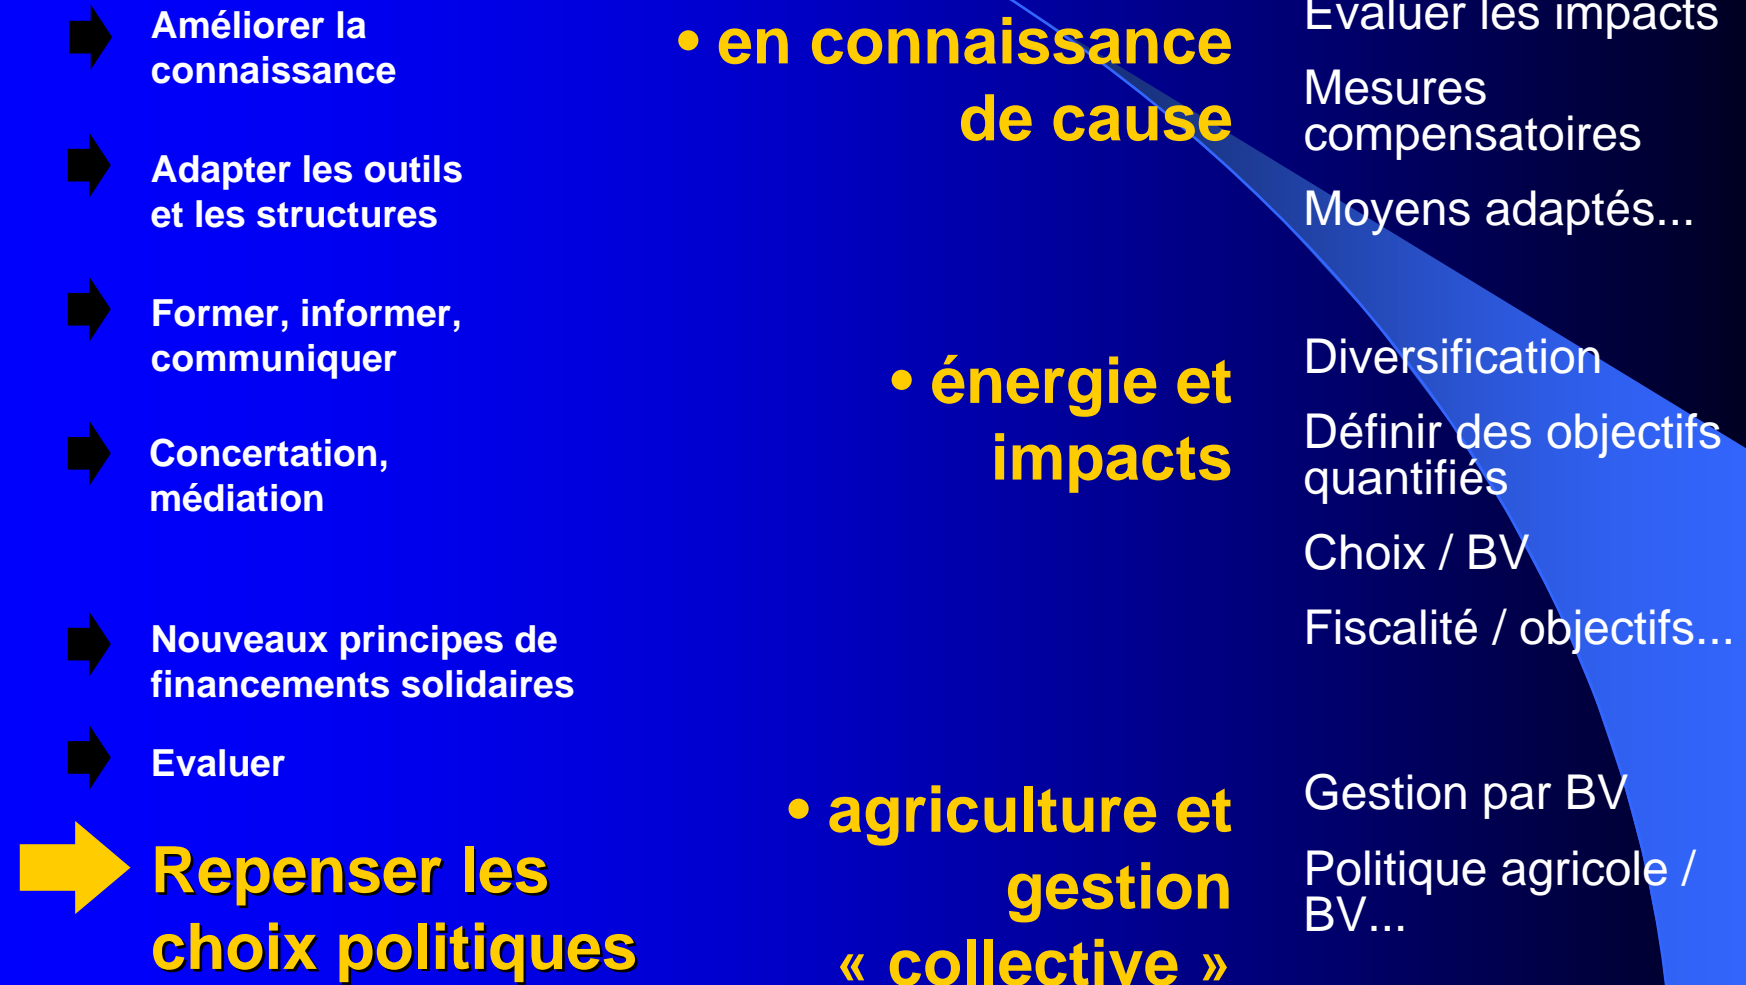 Améliorer la
connaissance
Adapter les outils
et les structures
Former, informer,
communiquer
Concertation,
médiation
Nouveaux principes de
financements solidaires
Evaluer
Repenser les
choix politiques
• en connaissance
de cause
Evaluer les impacts
Mesures
compensatoires
Moyens adaptés...
• énergie et
impacts
Diversification
Définir des objectifs
quantifiés
Choix / BV
Fiscalité / objectifs...
• agriculture et
gestion
« collective »
Gestion par BV
Politique agricole /
BV...